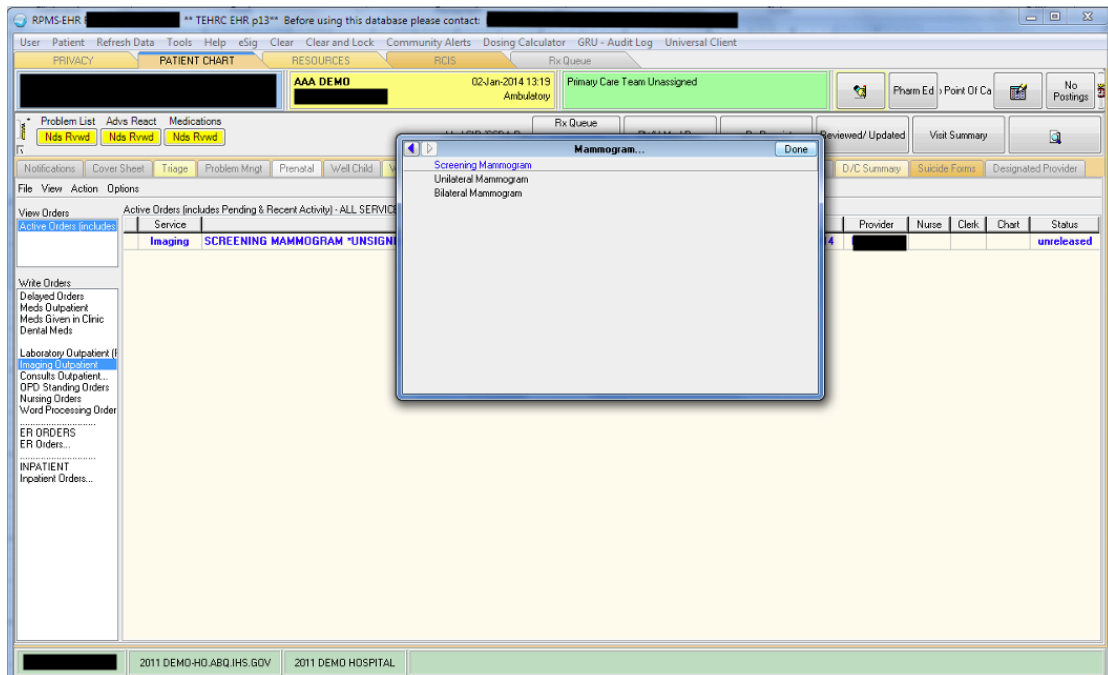 RPMS-EHR ** TEHRC EHR p13** Before using this database please contact:
User Patient Refresh Data Tools Help eSig Clear Clear and Lock Community Alerts Dosing Calculator GRU - Audit Log Universal Client
PRIVACY PATIENT CHART RESOURCES RCIS Rx Queue
AAA DEMO 02-Jan-2014 13:19 Primary Care Team Unassigned
Ambulatory
Pharm Ed Point Of Ca No Postings
Problem List Advs React Medications
Nds Rvwd Nds Rvwd Nds Rvwd
Rx Queue
Reviewed/ Updated Visit Summary
Notifications Cover Sheet Triage Problem Mngt Prenatal Well Child D/C Summary Suicide Forms Designated Provider
File View Action Options
View Orders
Active Orders (includes
Active Orders (includes Pending & Recent Activity) - ALL SERVIC
Service Provider Nurse Clerk Chart Status
Imaging SCREENING MAMMOGRAM *UNSIGN 4 unreleased
Mammogram... Done
Screening Mammogram
Unilateral Mammogram
Bilateral Mammogram
Write Orders
Delayed Orders
Meds Outpatient
Meds Given in Clinic
Dental Meds
Laboratory Outpatient (
Imaging Outpatient
Consults Outpatient...
OPD Standing Orders
Nursing Orders
Word Processing Order
ER ORDERS
ER Orders...
INPATIENT
Inpatient Orders...
2011 DEMO-HO.ABQ.IHS.GOV 2011 DEMO HOSPITAL